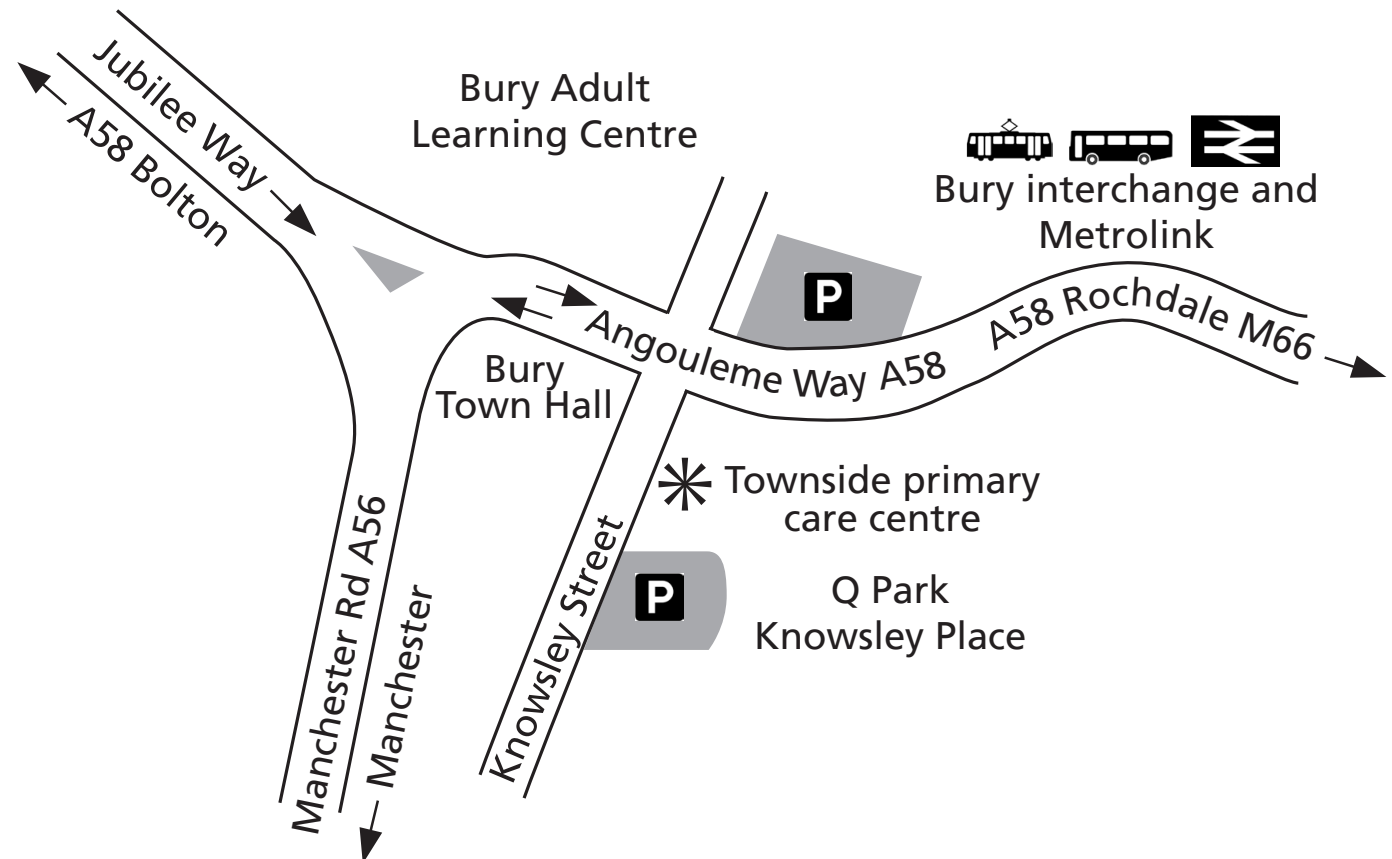 Jubilee Way
A58 Bolton
Bury Adult
Learning Centre
Bury interchange and
Metrolink
P
Angouleme Way A58
A58 Rochdale M66
Bury
Town Hall
Townside primary
care centre
P
Q Park
Knowsley Place
Knowsley Street
Manchester Rd A56
Manchester